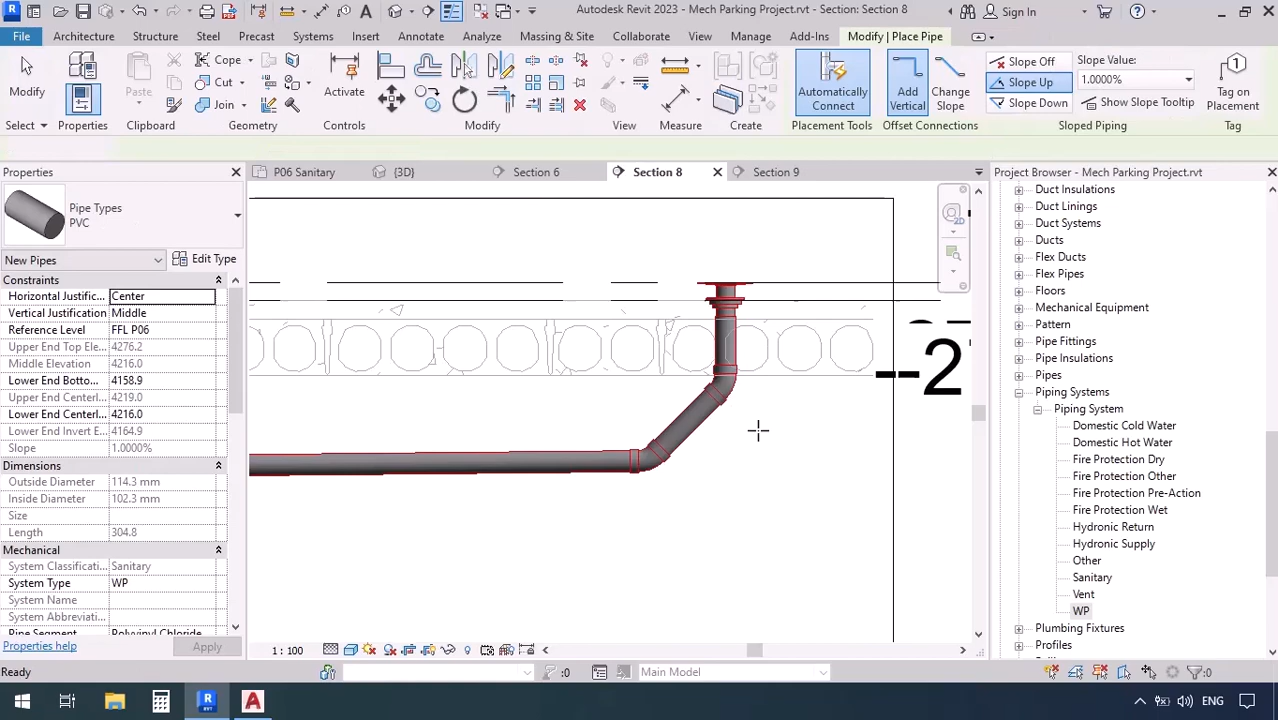 Autodesk Revit 2023 - Mech Parking Project.rvt - Section: Section 8
Sign In
File
Architecture
Structure
Steel
Precast
Systems
Insert
Annotate
Analyze
Massing & Site
Collaborate
View
Manage
Add-Ins
Modify | Place Pipe
Modify
Paste
Cope
Cut
Join
Activate
Automatically
Connect
Add
Vertical
Change
Slope
Slope Off
Slope Up
Slope Down
Slope Value:
1.0000%
Show Slope Tooltip
Tag on
Placement
Select
Properties
Clipboard
Geometry
Controls
Modify
View
Measure
Create
Placement Tools
Offset Connections
Sloped Piping
Tag
Properties
P06 Sanitary
{3D}
Section 6
Section 8
Section 9
Project Browser - Mech Parking Project.rvt
Pipe Types
PVC
New Pipes
Edit Type
Constraints
Horizontal Justific... Center
Vertical Justification Middle
Reference Level FFL P06
Upper End Top Ele... 4276.2
Middle Elevation 4216.0
Lower End Botto... 4158.9
Upper End Centerl... 4219.0
Lower End Centerl... 4216.0
Lower End Invert E... 4164.9
Slope 1.0000%
Dimensions
Outside Diameter 114.3 mm
Inside Diameter 102.3 mm
Size
Length 304.8
Mechanical
System Classificati... Sanitary
System Type WP
System Name
System Abbreviati...
Pipe Segment Polyvinyl Chloride
Properties help
Apply
--2
Duct Insulations
Duct Linings
Duct Systems
Ducts
Flex Ducts
Flex Pipes
Floors
Mechanical Equipment
Pattern
Pipe Fittings
Pipe Insulations
Pipes
Piping Systems
Piping System
Domestic Cold Water
Domestic Hot Water
Fire Protection Dry
Fire Protection Other
Fire Protection Pre-Action
Fire Protection Wet
Hydronic Return
Hydronic Supply
Other
Sanitary
Vent
WP
Plumbing Fixtures
Profiles
1 : 100
Ready
:0
Main Model
:0
ENG